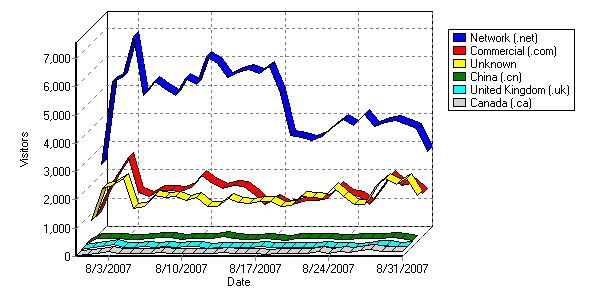 7,000
6,000
5,000
4,000
3,000
2,000
1,000
0
Visitors
8/3/2007 8/10/2007 8/17/2007 8/24/2007 8/31/2007
Date
Network (.net)
Commercial (.com)
Unknown
China (.cn)
United Kingdom (.uk)
Canada (.ca)